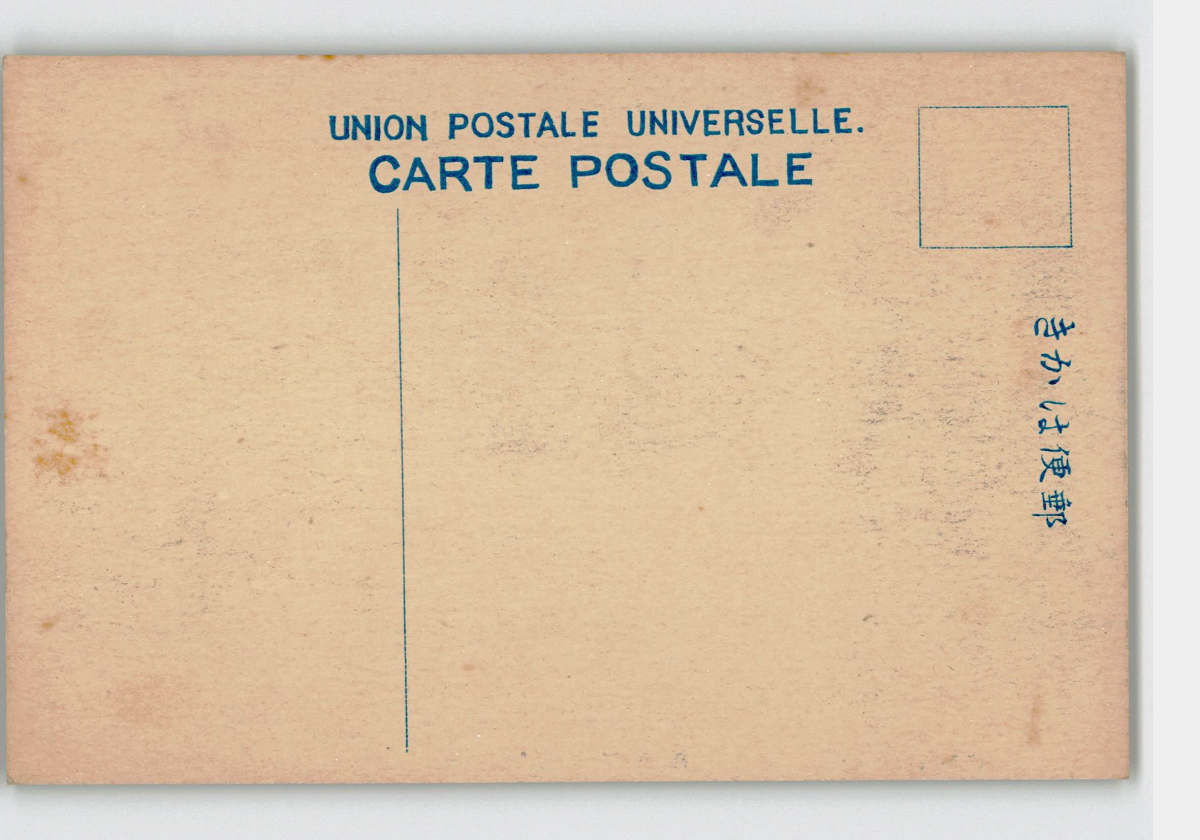 UNION POSTALE UNIVERSELLE.
CARTE POSTALE
きかは便郵